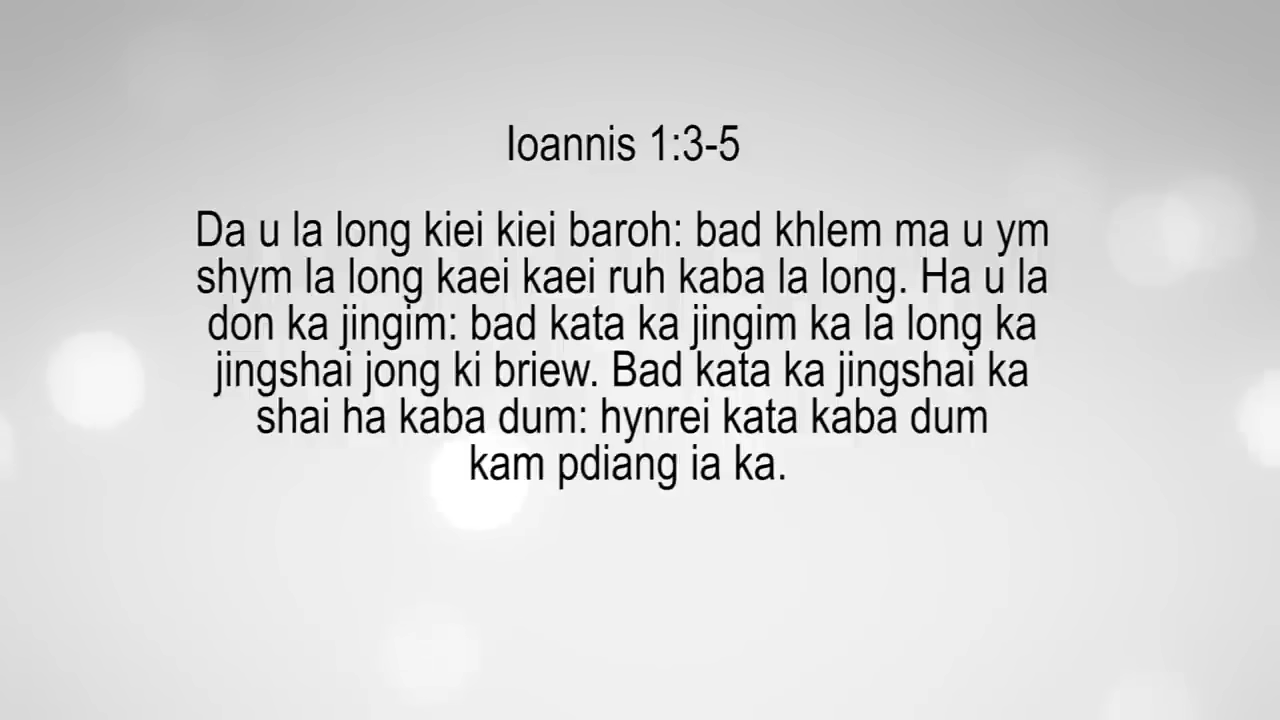 Ioannis 1:3-5
Da u la long kiei kiei baroh: bad khlem ma u ym
shym la long kaei kaei ruh kaba la long. Ha u la
don ka jingim: bad kata ka jingim ka la long ka
jingshai jong ki briew. Bad kata ka jingshai ka
shai ha kaba dum: hynrei kata kaba dum
kam pdiang ia ka.